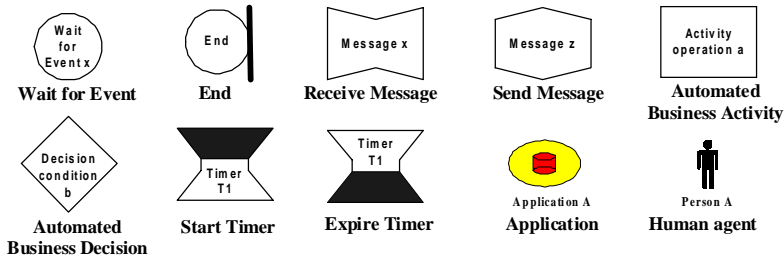 Wait
for
Event x
End
Message x
Message z
Activity
operation a
Wait for Event
End
Receive Message
Send Message
Automated
Business Activity
Decision
condition
b
Timer
T1
Timer
T1
Application A
Person A
Automated
Business Decision
Start Timer
Expire Timer
Application
Human agent